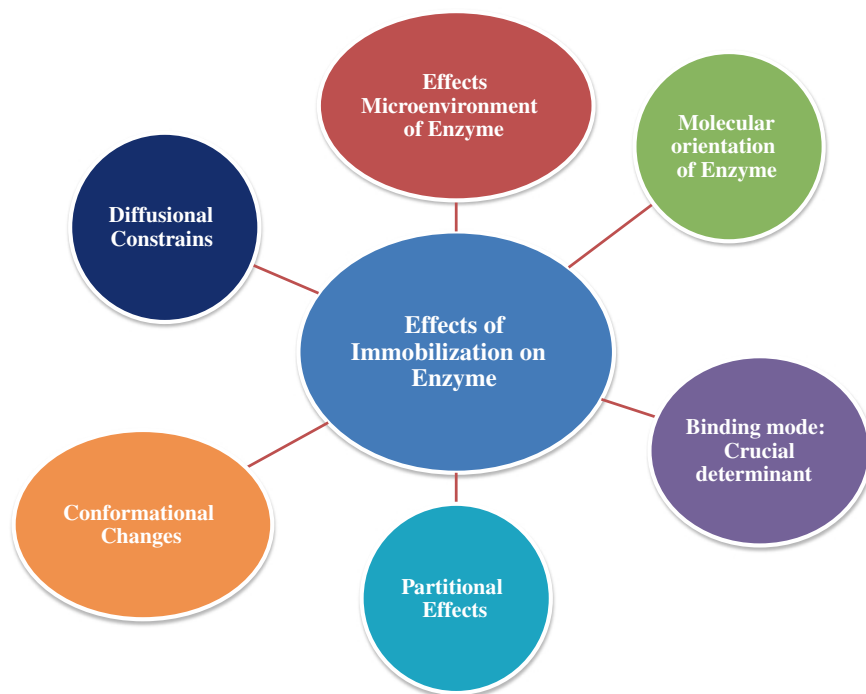 Effects
Microenvironment
of Enzyme
Molecular
orientation
of Enzyme
Diffusional
Constrains
Effects of
Immobilization on
Enzyme
Binding mode:
Crucial
determinant
Conformational
Changes
Partitional
Effects